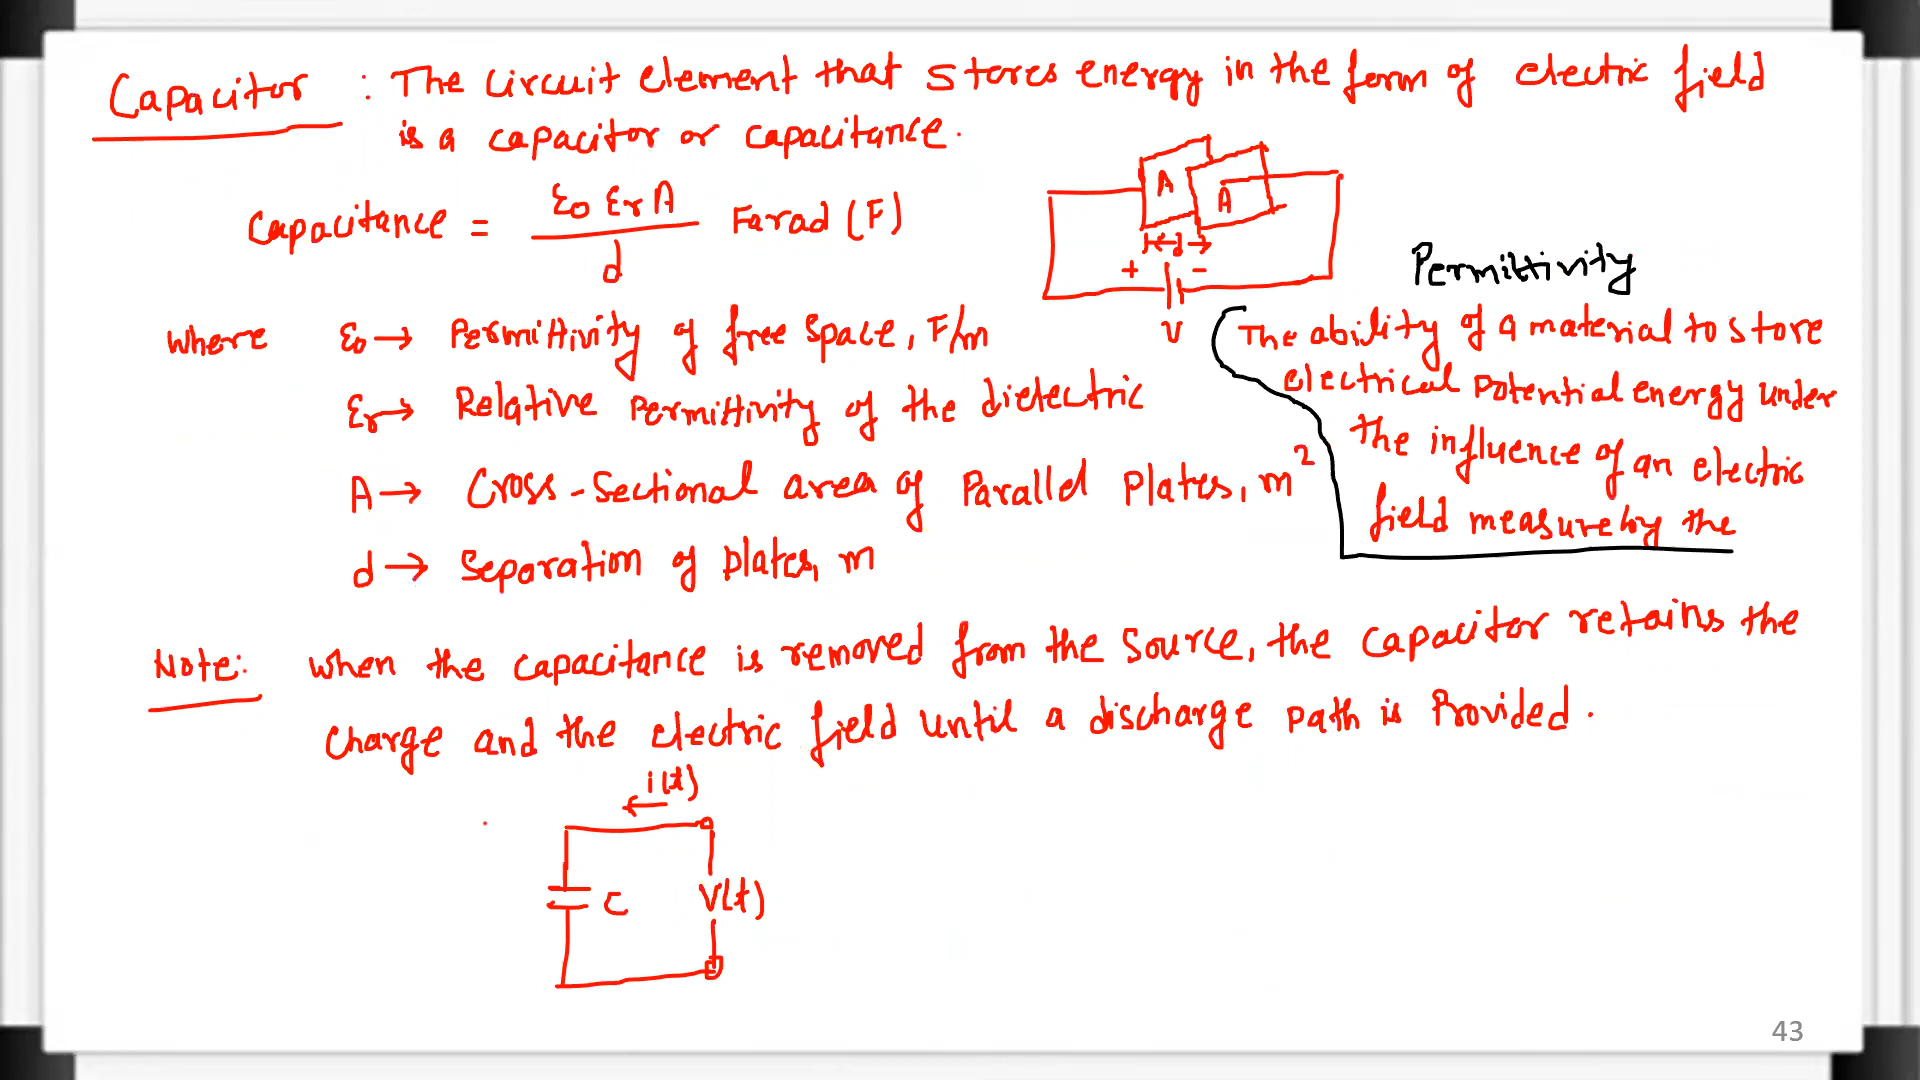 Capacitor : The circuit element that stores energy in the form of electric field
is a capacitor or capacitance.
Capacitance = ε₀ εr A / d Farad (F)
A A
d
+ -
V
where ε₀ → Permittivity of free space, F/m
εr → Relative Permittivity of the dielectric
A → Cross-Sectional area of Parallel Plates, m²
d → Separation of plates, m
Permittivity
The ability of a material to store
electrical potential energy under
the influence of an electric
field measure by the
Note: when the capacitance is removed from the source, the capacitor retains the
charge and the electric field until a discharge path is Provided.
i(t)
C V(t)
43